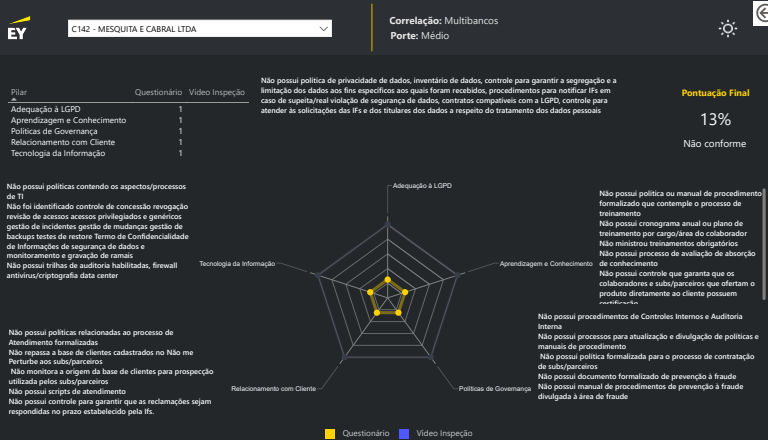 EY
C142 - MESQUITA E CABRAL LTDA
Correlação: Multibancos
Porte: Médio
Pilar Questionário Vídeo Inspeção
Adequação à LGPD 1
Aprendizagem e Conhecimento 1
Políticas de Governança 1
Relacionamento com Cliente 1
Tecnologia da Informação 1
Não possui política de privacidade de dados, inventário de dados, controle para garantir a segregação e a
limitação dos dados aos fins específicos aos quais foram recebidos, procedimentos para notificar IFs em
caso de supeita/real violação de segurança de dados, contratos compatíveis com a LGPD, controle para
atender às solicitações das IFs e dos titulares dos dados a respeito do tratamento dos dados pessoais
Pontuação Final
13%
Não conforme
Não possui políticas contendo os aspectos/processos
de TI
Não foi identificado controle de concessão revogação
revisão de acessos acessos privilegiados e genéricos
gestão de incidentes gestão de mudanças gestão de
backups testes de restore Termo de Confidencialidade
de Informações de segurança de dados e
monitoramento e gravação de ramais
Não possui trilhas de auditoria habilitadas, firewall
antivírus/criptografia data center
Adequação à LGPD
Tecnologia da Informação
Aprendizagem e Conhecimento
Relacionamento com Cliente
Políticas de Governança
Não possui política ou manual de procedimento
formalizado que contemple o processo de
treinamento
Não possui cronograma anual ou plano de
treinamento por cargo/área do colaborador
Não ministrou treinamentos obrigatórios
Não possui processo de avaliação de absorção
de conhecimento
Não possui controle que garanta que os
colaboradores e subs/parceiros que ofertam o
produto diretamente ao cliente possuem
certificação
Não possui políticas relacionadas ao processo de
Atendimento formalizadas
Não repassa a base de clientes cadastrados no Não me
Perturbe aos subs/parceiros
Não monitora a origem da base de clientes para prospecção
utilizada pelos subs/parceiros
Não possui scripts de atendimento
Não possui controle para garantir que as reclamações sejam
respondidas no prazo estabelecido pela Ifs.
Não possui procedimentos de Controles Internos e Auditoria
Interna
Não possui processos para atualização e divulgação de políticas e
manuais de procedimento
Não possui política formalizada para o processo de contratação
de subs/parceiros
Não possui documento formalizado de prevenção à fraude
Não possui manual de procedimentos de prevenção à fraude
divulgada à área de fraude
Questionário Vídeo Inspeção